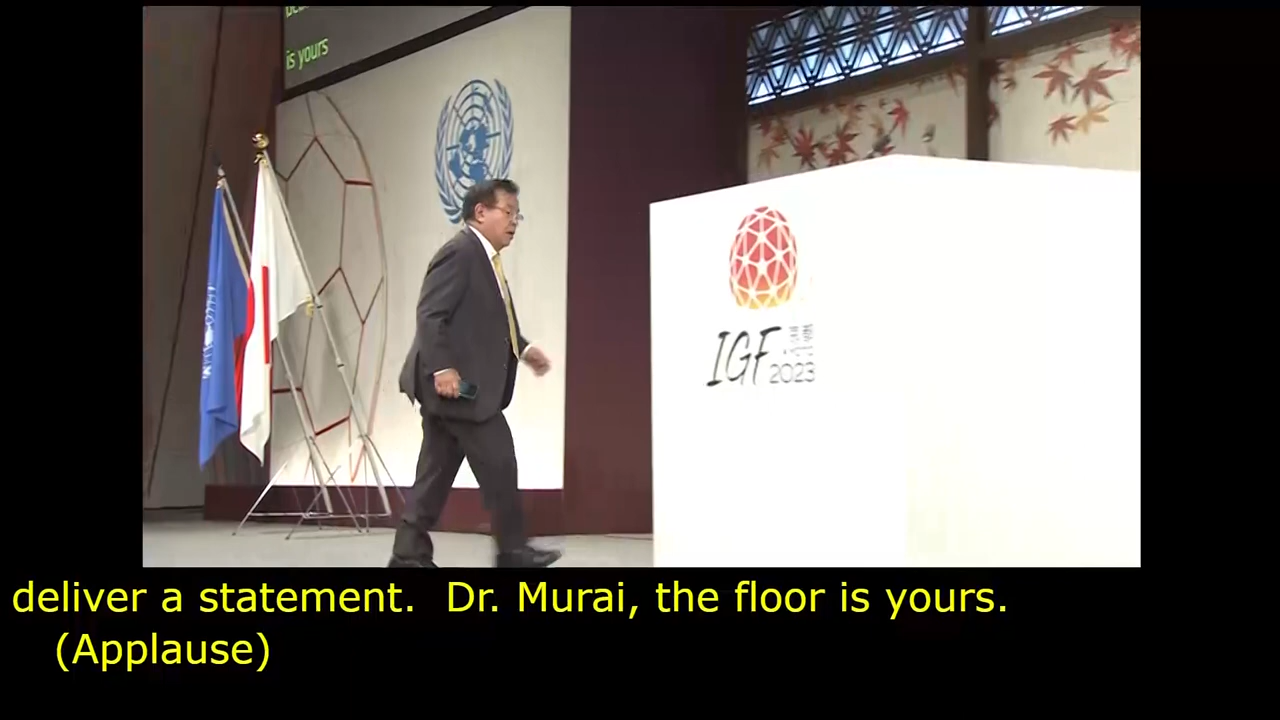 is yours
IGF
2023
deliver a statement.  Dr. Murai, the floor is yours.
(Applause)